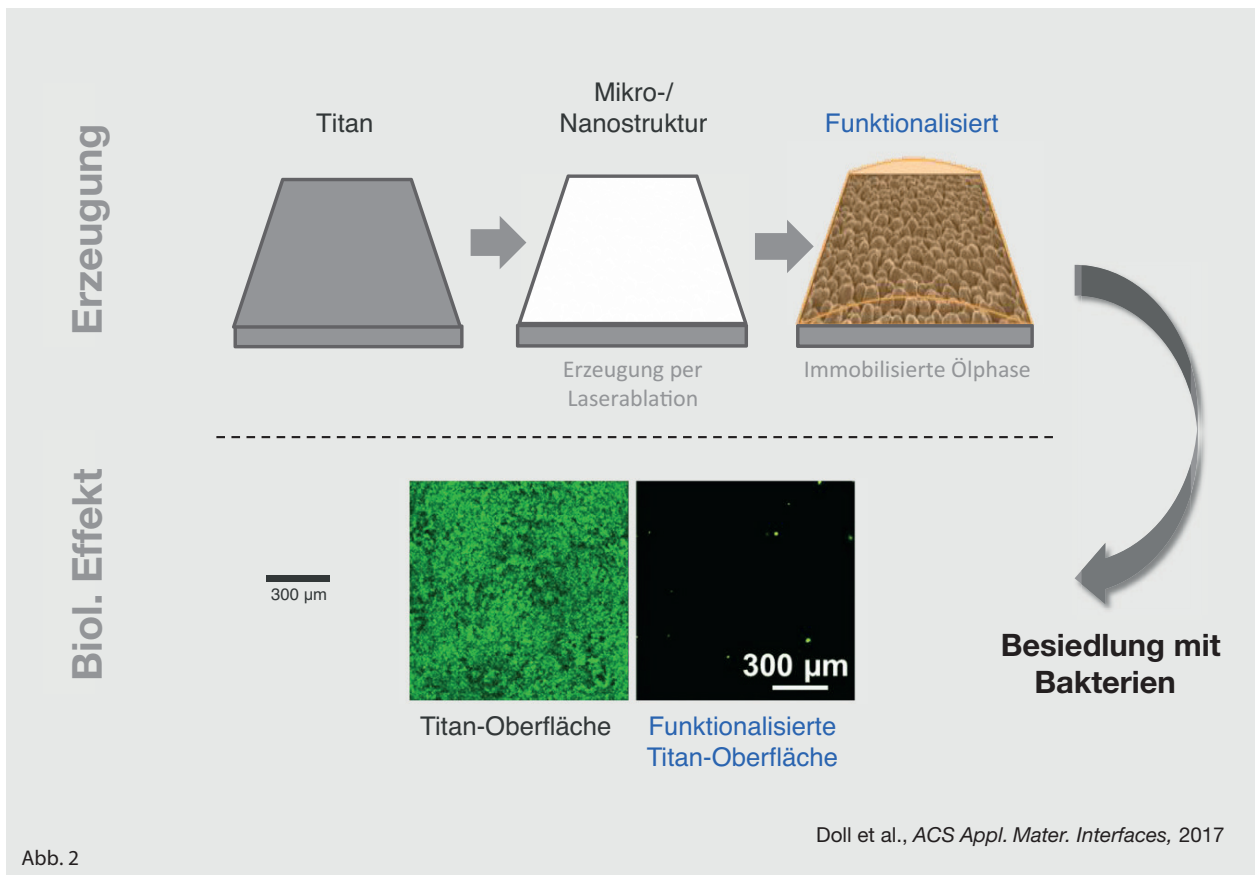 Erzeugung
Titan
Mikro-/
Nanostruktur
Funktionalisiert
Erzeugung per
Laserablation
Immobilisierte Ölphase
Biol. Effekt
300 µm
300 µm
Titan-Oberfläche
Funktionalisierte
Titan-Oberfläche
Besiedlung mit
Bakterien
Doll et al., ACS Appl. Mater. Interfaces, 2017
Abb. 2